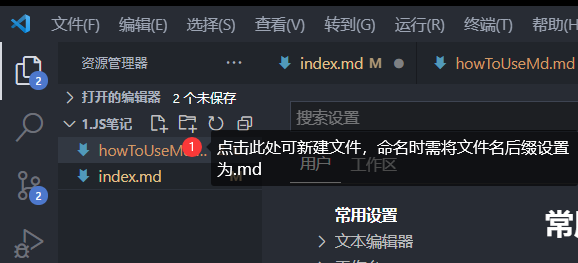 文件(F) 编辑(E) 选择(S) 查看(V) 转到(G) 运行(R) 终端(T) 帮助(H
资源管理器 ··· index.md M howToUseMd.md
打开的编辑器 2 个未保存
搜索设置
1.JS笔记
howToUseM... 1 点击此处可新建文件，命名时需将文件名后缀设置
为.md
用户 工作区
index.md M
2
2
常用设置
文本编辑器